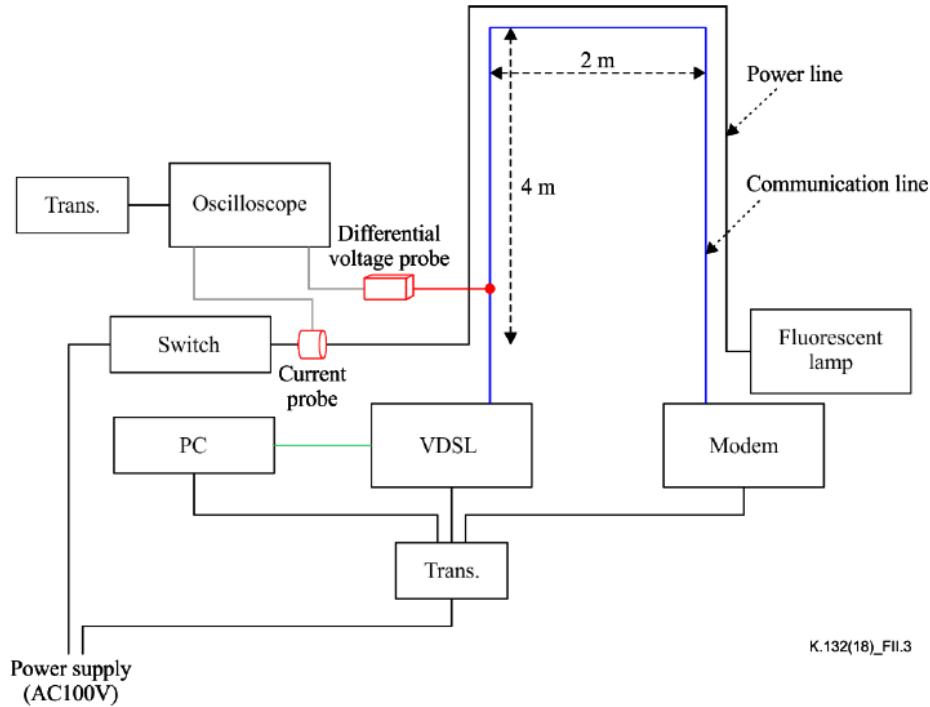 2 m
Power line
4 m
Communication line
Trans.
Oscilloscope
Differential
voltage probe
Switch
Current
probe
Fluorescent
lamp
PC
VDSL
Modem
Trans.
Power supply
(AC100V)
K.132(18)_FII.3